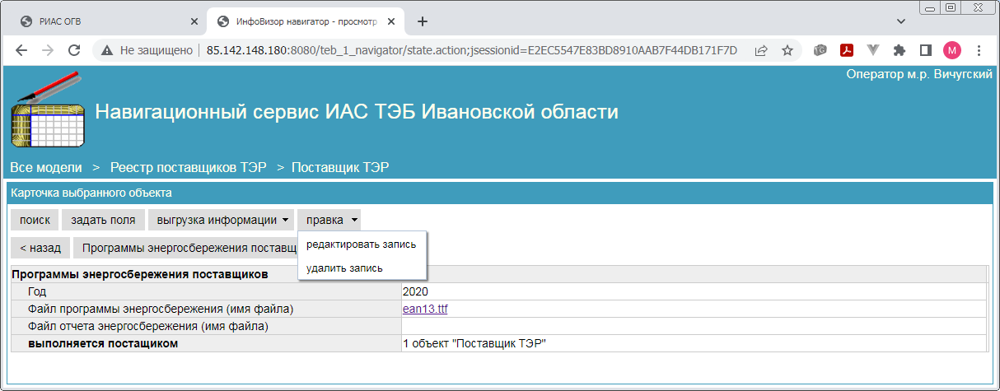 РИАС ОГВ
ИнфоВизор навигатор - просмотр
Не защищено
85.142.148.180:8080/teb_1_navigator/state.action;jsessionid=E2EC5547E83BD8910AAB7F44DB171F7D
М
Оператор м.р. Вичугский
Навигационный сервис ИАС ТЭБ Ивановской области
Все модели > Реестр поставщиков ТЭР > Поставщик ТЭР
Карточка выбранного объекта
поиск задать поля выгрузка информации правка
редактировать запись
< назад Программы энергосбережения поставщ
удалить запись
Программы энергосбережения поставщиков
Год 2020
Файл программы энергосбережения (имя файла) ean13.ttf
Файл отчета энергосбережения (имя файла)
выполняется постащиком 1 объект "Поставщик ТЭР"